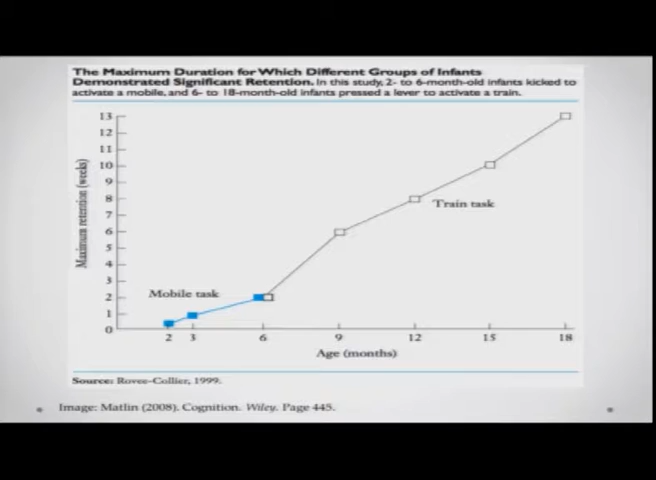 The Maximum Duration for Which Different Groups of Infants
Demonstrated Significant Retention. In this study, 2- to 6-month-old infants kicked to
activate a mobile, and 6- to 18-month-old infants pressed a lever to activate a train.
13
12
11
10
9
8
7
6
5
4
3
2
1
0
Maximum retention (weeks)
Mobile task
Train task
2 3 6 9 12 15 18
Age (months)
Source: Rovee-Collier, 1999.
Image: Matlin (2008). Cognition. Wiley. Page 445.